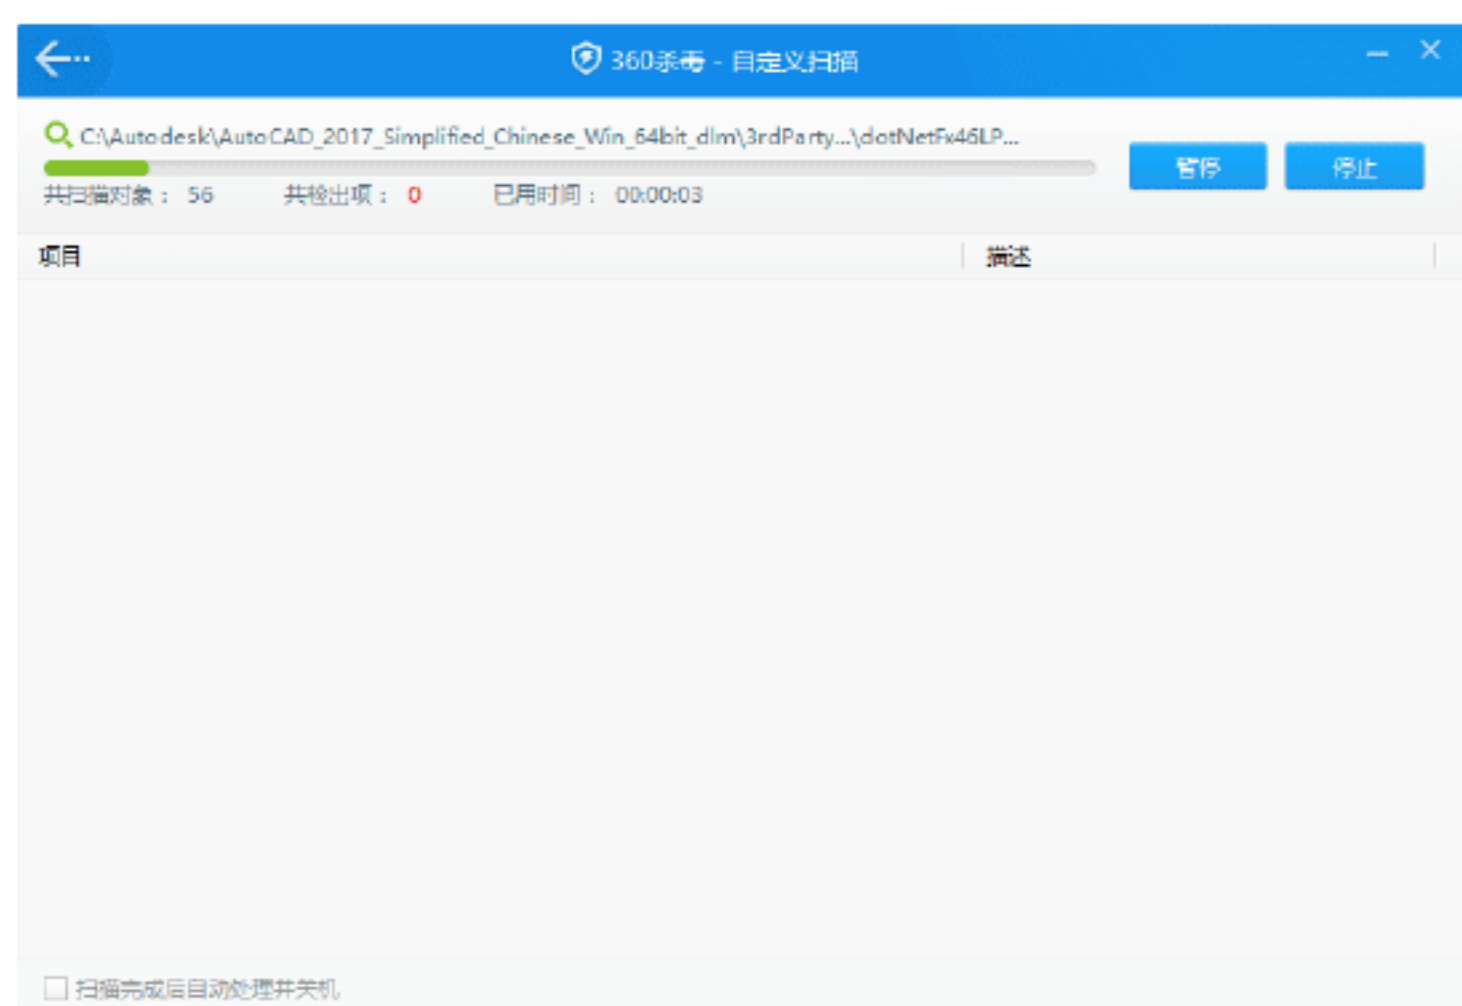 360杀毒 - 自定义扫描
C:\Autodesk\AutoCAD_2017_Simplified_Chinese_Win_64bit_dlm\3rdParty...\dotNetFx46LP...
暂停 停止
共扫描对象： 56 共检出项： 0 已用时间： 00:00:03
项目 描述
扫描完成后自动处理并关机